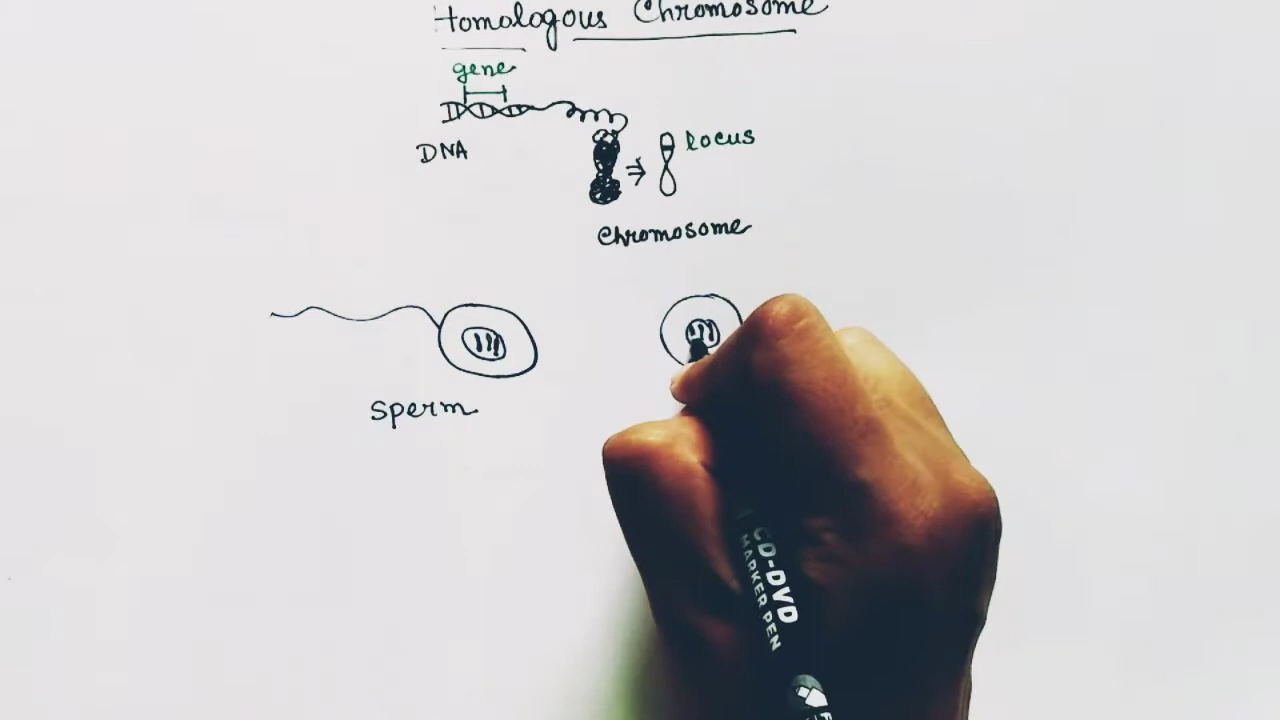 Homologous Chromosome
gene
DNA
locus
Chromosome
Sperm
CD-DVD
MARKER PEN